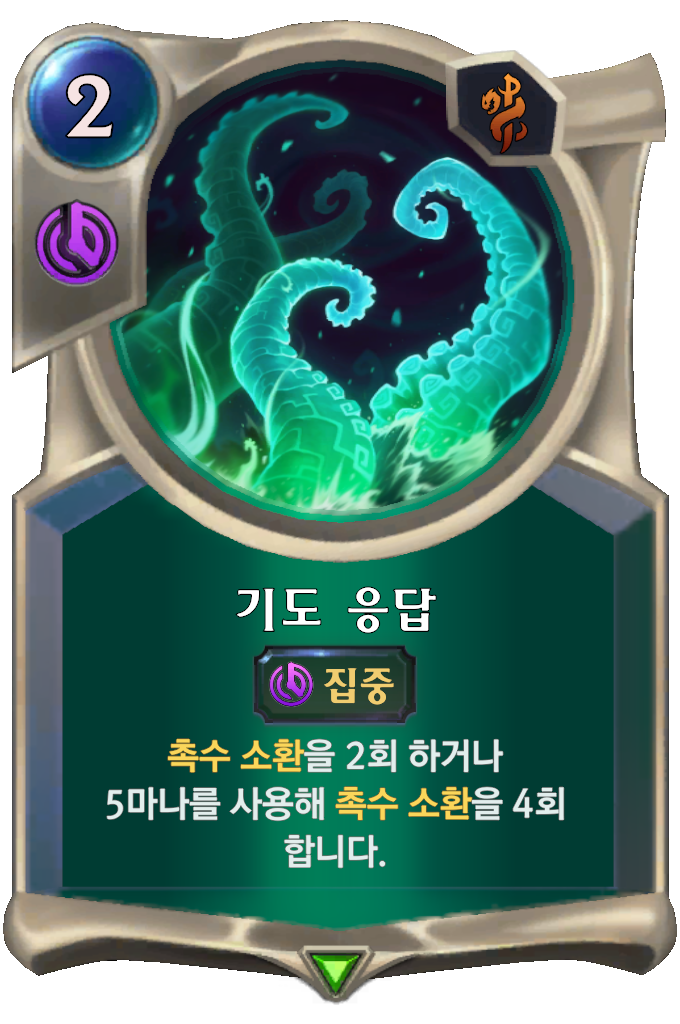 2
기도 응답
집중
촉수 소환을 2회 하거나
5마나를 사용해 촉수 소환을 4회
합니다.